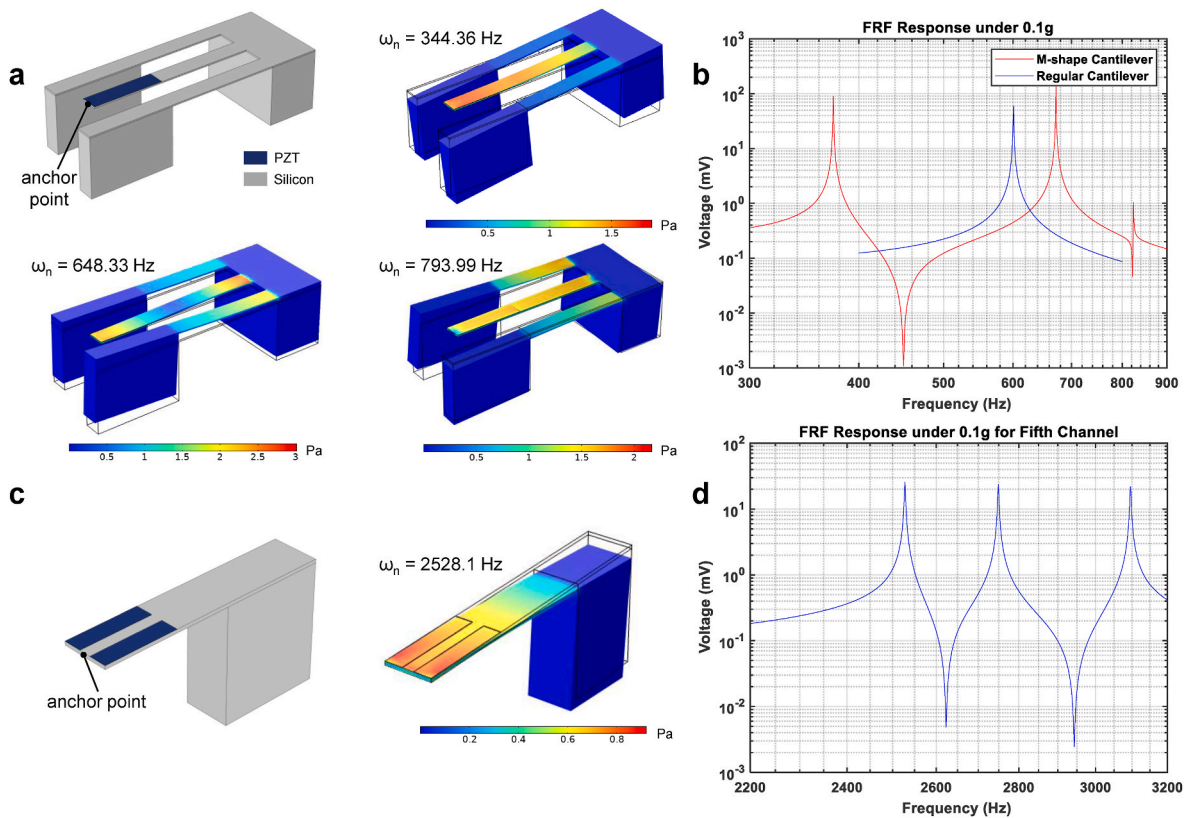 a
anchor
point
PZT
Silicon
ωn = 344.36 Hz
0.5
1
1.5
Pa
ωn = 648.33 Hz
0.5
1
1.5
2
2.5
3
Pa
ωn = 793.99 Hz
0.5
1
1.5
2
Pa
b
FRF Response under 0.1g
M-shape Cantilever
Regular Cantilever
Voltage (mV)
10³
10²
10¹
10⁰
10⁻¹
10⁻²
10⁻³
300
400
500
600
700
800
900
Frequency (Hz)
c
anchor point
ωn = 2528.1 Hz
0.2
0.4
0.6
0.8
Pa
d
FRF Response under 0.1g for Fifth Channel
Voltage (mV)
10²
10¹
10⁰
10⁻¹
10⁻²
10⁻³
2200
2400
2600
2800
3000
3200
Frequency (Hz)